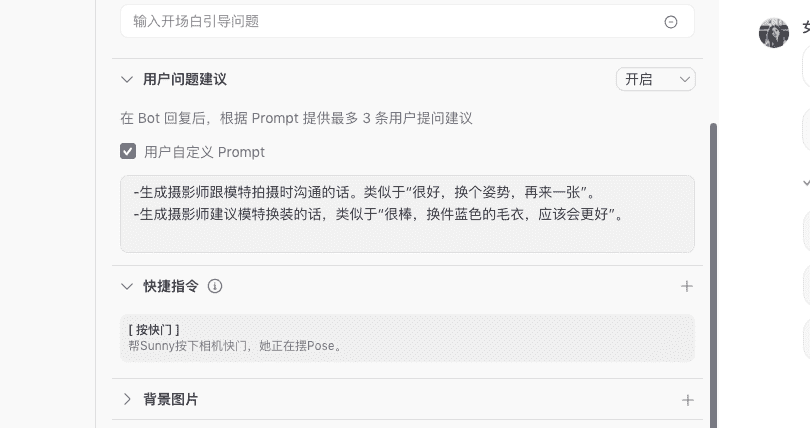 输入开场白引导问题
用户问题建议
开启
在 Bot 回复后，根据 Prompt 提供最多 3 条用户提问建议
用户自定义 Prompt
-生成摄影师跟模特拍摄时沟通的话。类似于“很好，换个姿势，再来一张”。
-生成摄影师建议模特换装的话，类似于“很棒，换件蓝色的毛衣，应该会更好”。
快捷指令
[ 按快门 ]
帮Sunny按下相机快门，她正在摆Pose。
背景图片